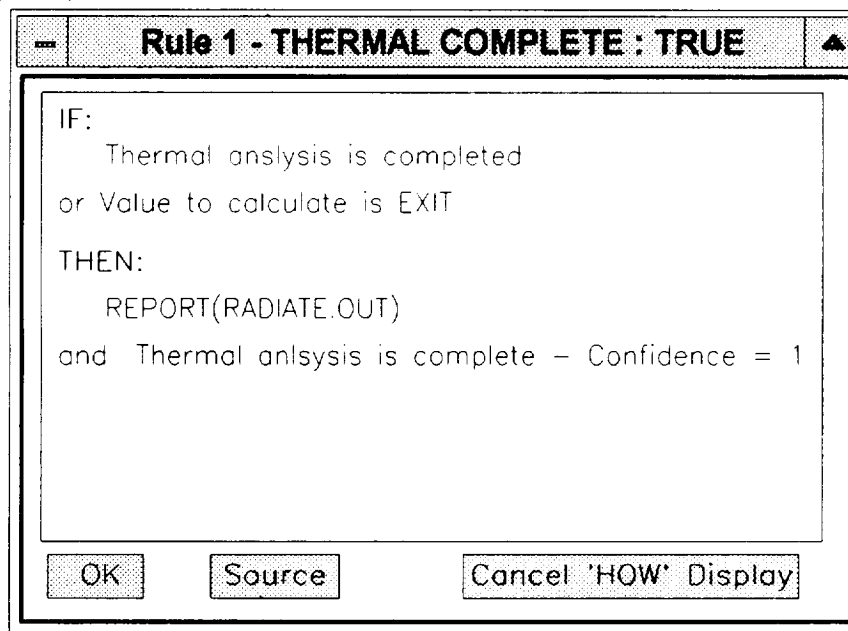 Rule 1 - THERMAL COMPLETE : TRUE
IF:
Thermal anslysis is completed
or Value to calculate is EXIT
THEN:
REPORT(RADIATE.OUT)
and Thermal anlsysis is complete - Confidence = 1
OK Source Cancel 'HOW' Display